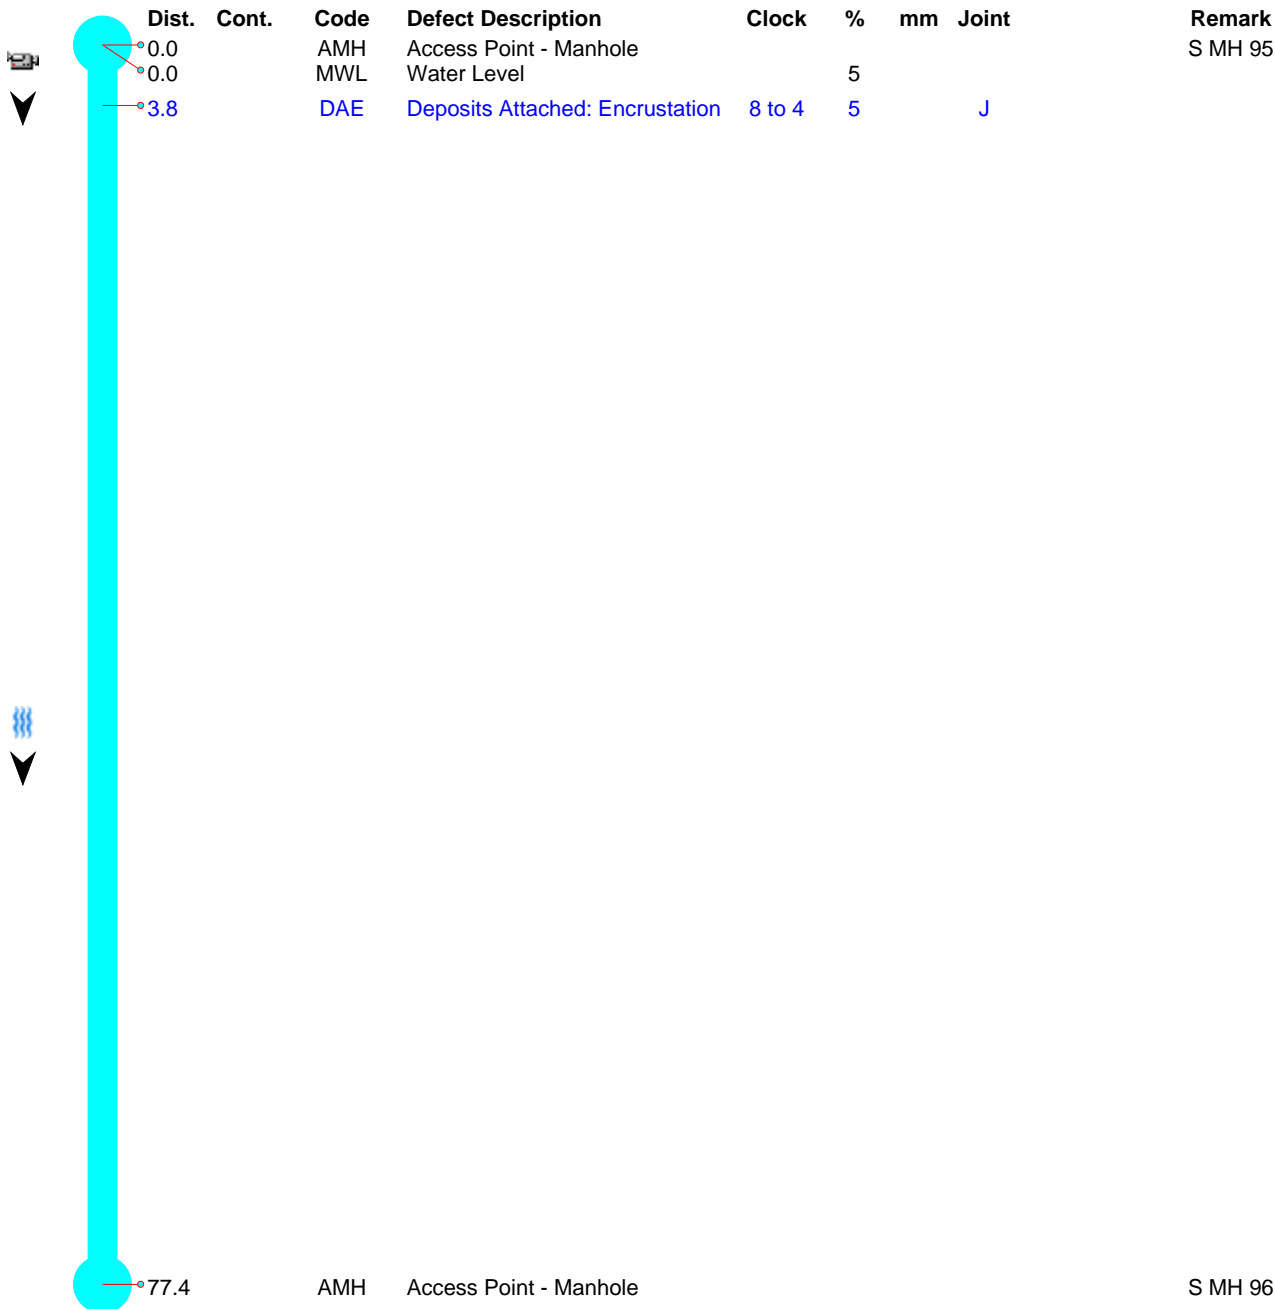 Dist. Cont. Code Defect Description Clock % mm Joint Remark
0.0 AMH Access Point - Manhole S MH 95
0.0 MWL Water Level 5
3.8 DAE Deposits Attached: Encrustation 8 to 4 5 J
77.4 AMH Access Point - Manhole S MH 96